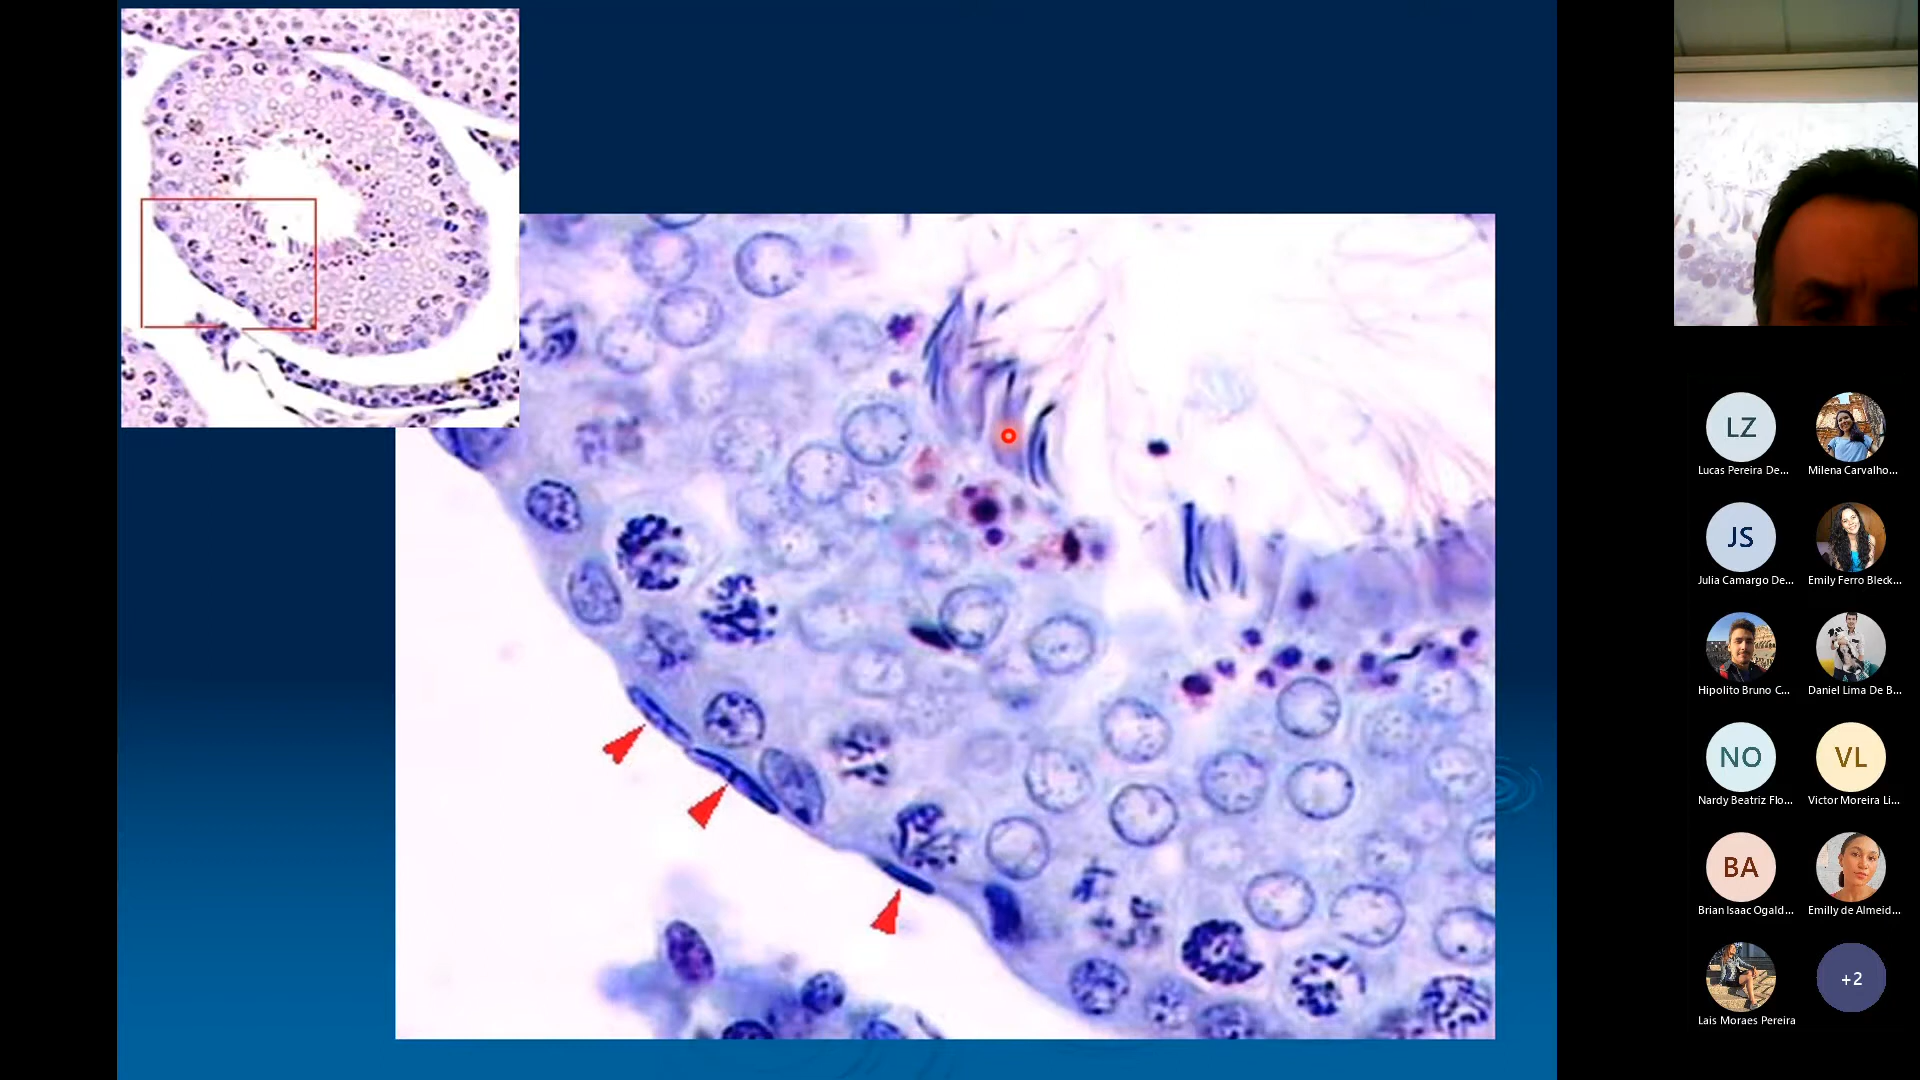 LZ
Lucas Pereira De...
Milena Carvalho...
JS
Julia Camargo De...
Emily Ferro Bleck...
Hipolito Bruno C...
Daniel Lima De B...
NO
Nardy Beatriz Flo...
VL
Victor Moreira Li...
BA
Brian Isaac Ogald...
Emilly de Almeid...
Lais Moraes Pereira
+2